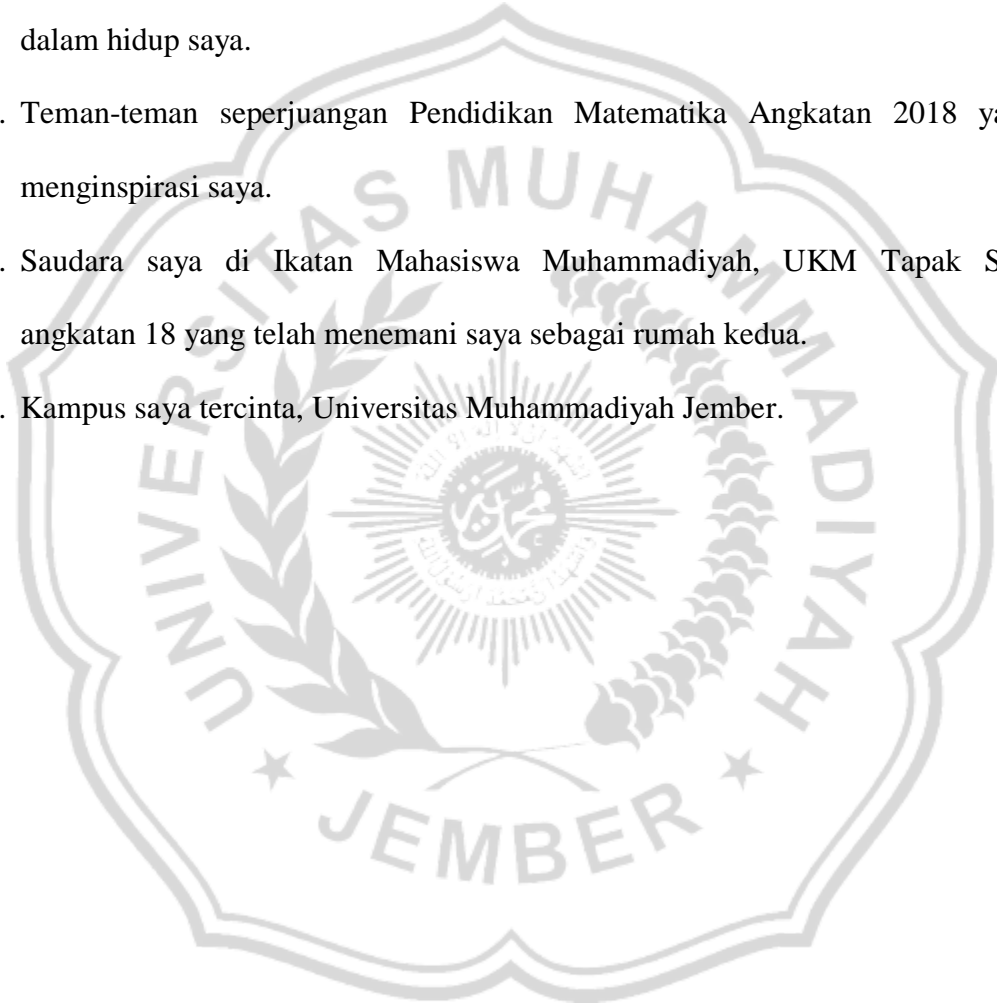 dalam hidup saya.
. Teman-teman seperjuangan Pendidikan Matematika Angkatan 2018 ya
menginspirasi saya.
. Saudara saya di Ikatan Mahasiswa Muhammadiyah, UKM Tapak S
angkatan 18 yang telah menemani saya sebagai rumah kedua.
. Kampus saya tercinta, Universitas Muhammadiyah Jember.
UNIVERSITAS MUHAMMADIYAH
JEMBER